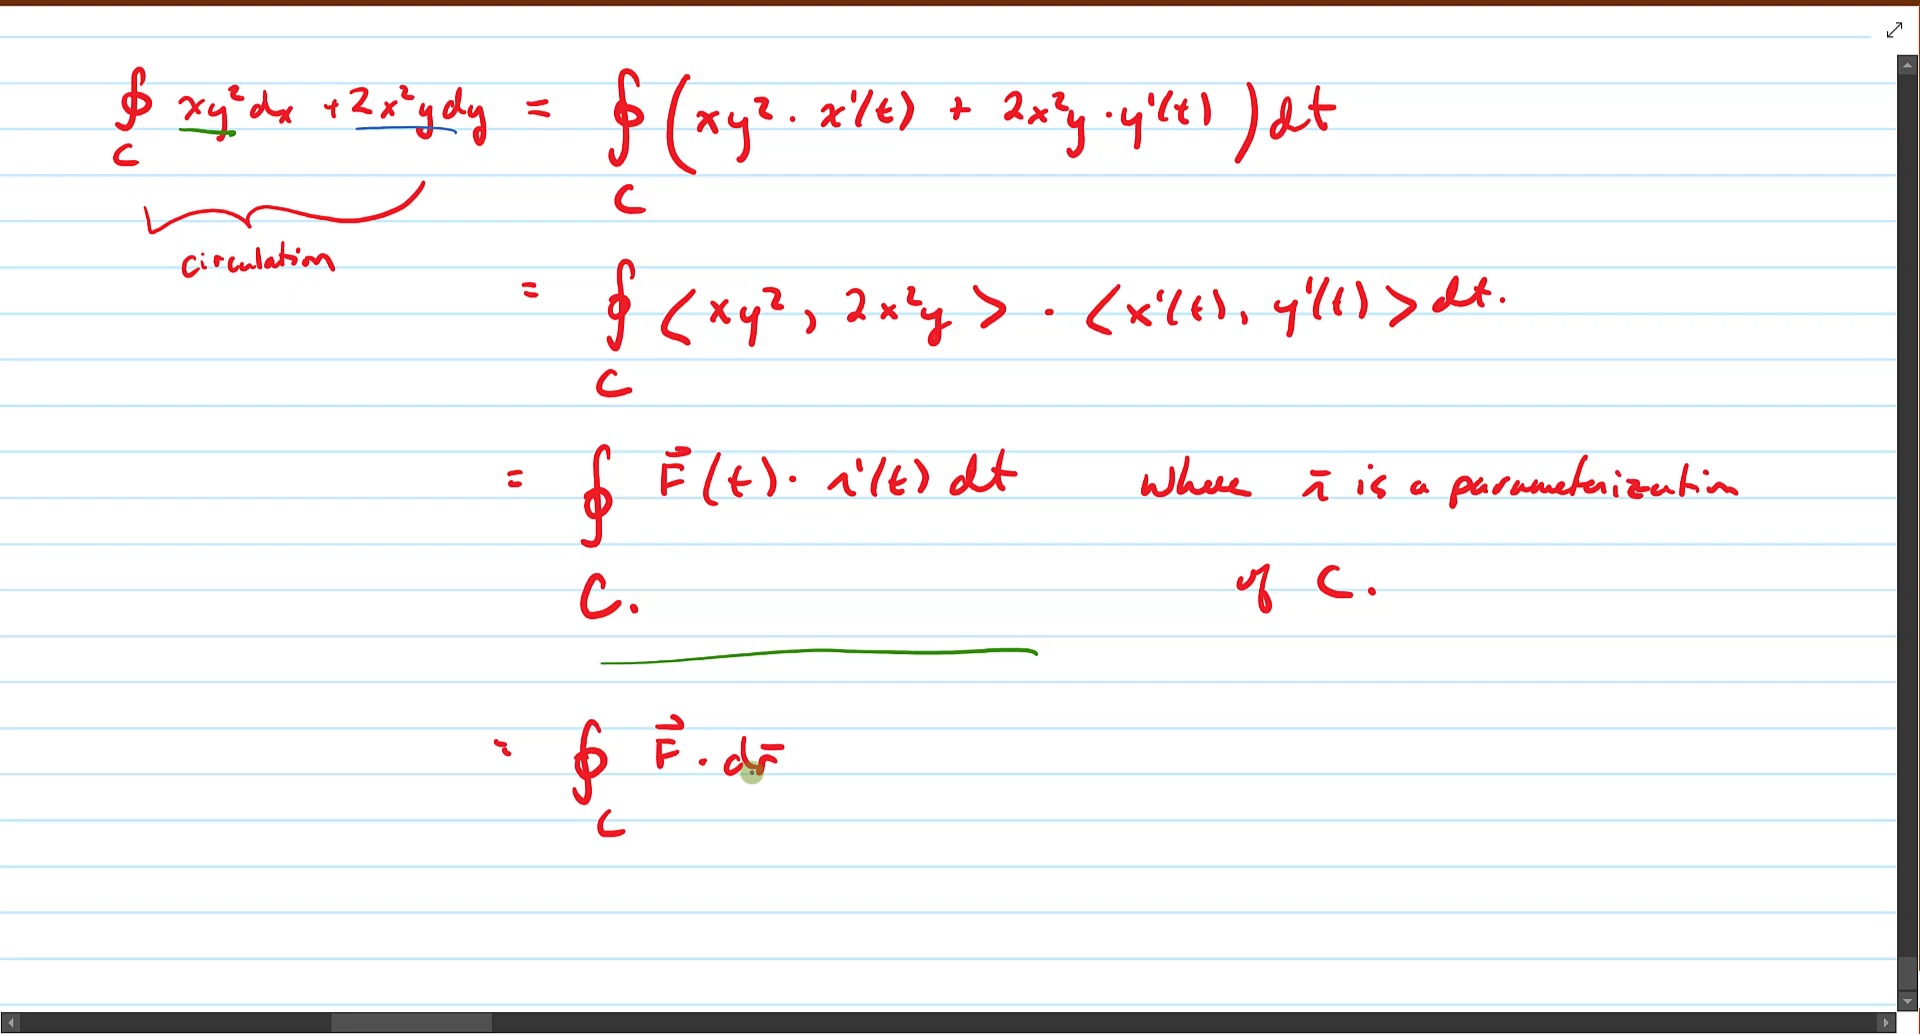 ∮_C xy² dx + 2x²y dy = ∮_C (xy² · x'(t) + 2x²y · y'(t)) dt
circulation
= ∮_C ⟨xy², 2x²y⟩ · ⟨x'(t), y'(t)⟩ dt.
= ∮_C. F⃗(t) · r'(t) dt where r̄ is a parameterization
of C.
= ∮_C F⃗ · dr̄